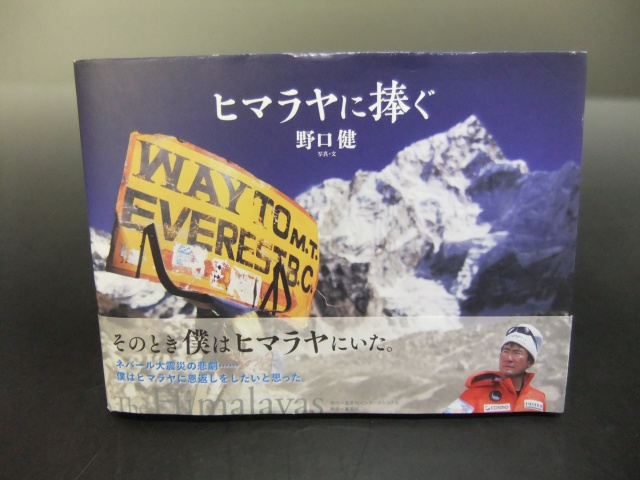 ヒマラヤに捧ぐ
野口 健
写真・文
WAY TO M.T.
EVEREST B.C.
そのとき僕はヒマラヤにいた。
ネパール大震災の悲劇……
僕はヒマラヤに恩返しをしたいと思った。
The Himalayas